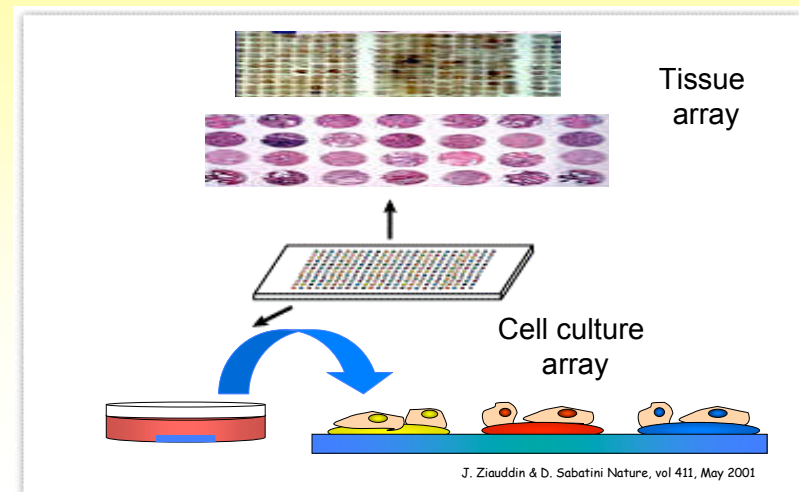 Tissue
array
Cell culture
array
J. Ziauddin & D. Sabatini Nature, vol 411, May 2001